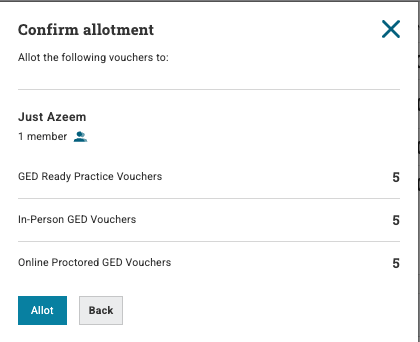 Confirm allotment
Allot the following vouchers to:
Just Azeem
1 member
GED Ready Practice Vouchers 5
In-Person GED Vouchers 5
Online Proctored GED Vouchers 5
Allot Back